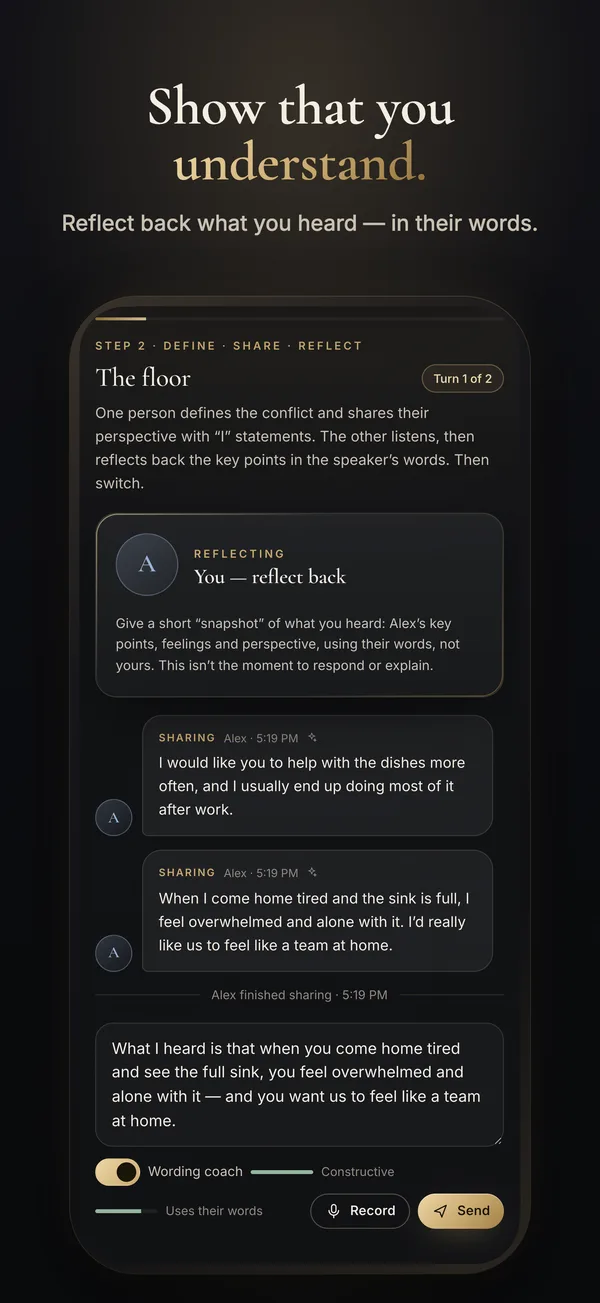 Show that you
understand.
Reflect back what you heard — in their words.
STEP 2 · DEFINE · SHARE · REFLECT
The floor
Turn 1 of 2
One person defines the conflict and shares their
perspective with “I” statements. The other listens, then
reflects back the key points in the speaker’s words. Then
switch.
A
REFLECTING
You — reflect back
Give a short “snapshot” of what you heard: Alex’s key
points, feelings and perspective, using their words, not
yours. This isn’t the moment to respond or explain.
SHARING Alex · 5:19 PM
I would like you to help with the dishes more
often, and I usually end up doing most of it
after work.
A
SHARING Alex · 5:19 PM
When I come home tired and the sink is full, I
feel overwhelmed and alone with it. I’d really
like us to feel like a team at home.
A
Alex finished sharing · 5:19 PM
What I heard is that when you come home tired
and see the full sink, you feel overwhelmed and
alone with it — and you want us to feel like a team
at home.
Wording coach Constructive
Uses their words
Record
Send